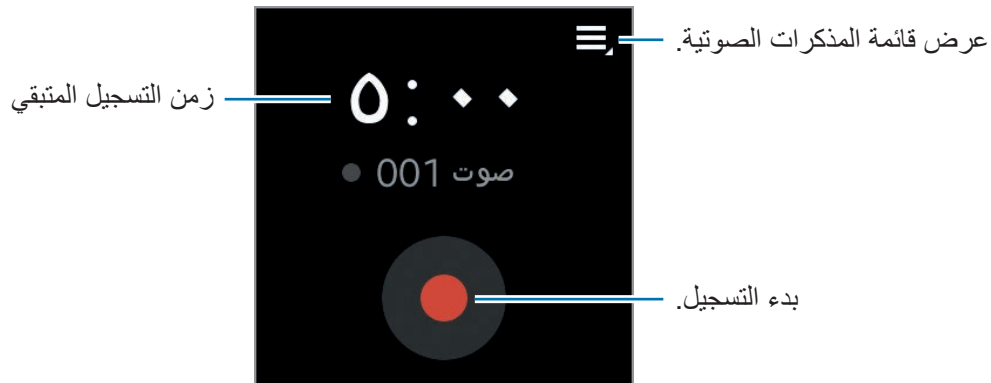 عرض قائمة المذكرات الصوتية.
زمن التسجيل المتبقي
٥:٠٠
صوت 001
بدء التسجيل.